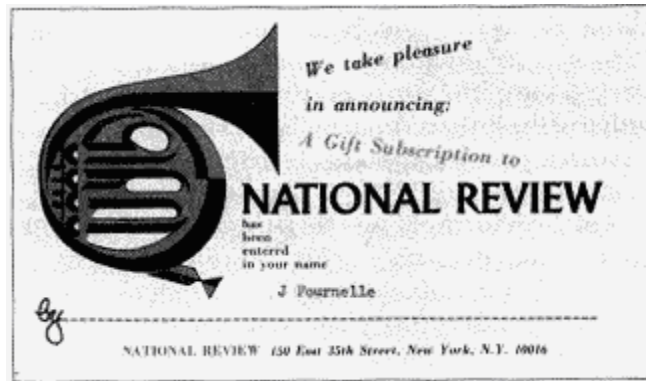 We take pleasure
in announcing:
A Gift Subscription to
NATIONAL REVIEW
has
been
entered
in your name
J Pournelle
by
NATIONAL REVIEW 150 East 35th Street, New York, N.Y. 10016